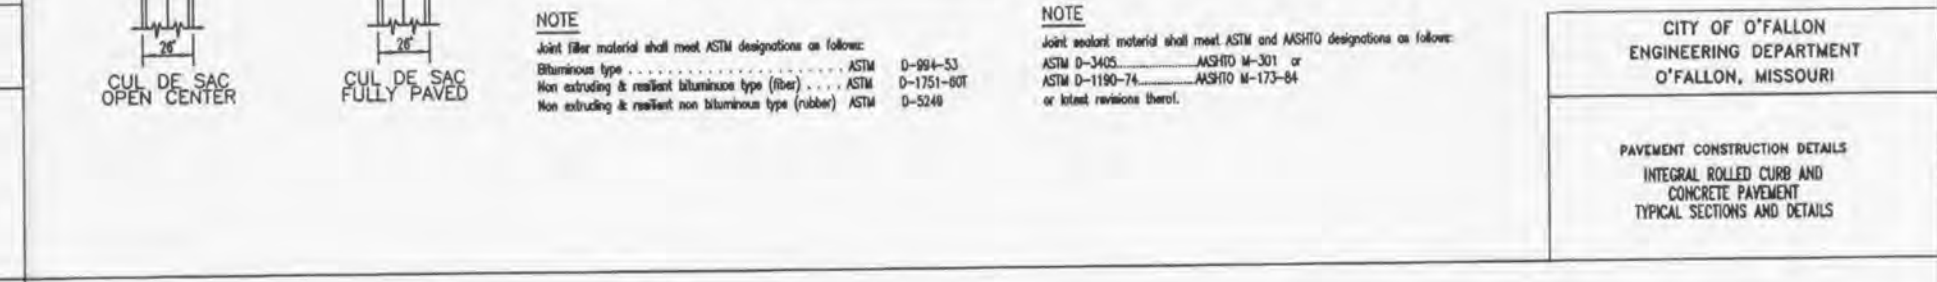 26'
CUL DE SAC
OPEN CENTER
26'
CUL DE SAC
FULLY PAVED
NOTE
Joint filler material shall meet ASTM designations as follows:
Bituminous type . . . . . . . . . . . . . . . . . . . . . . ASTM D-994-53
Non extruding & resilient bituminuos type (fiber) . . . . ASTM D-1751-60T
Non extruding & resilient non bituminous type (rubber) ASTM D-5249
NOTE
Joint sealant material shall meet ASTM and AASHTO designations as follows:
ASTM D-3405....................AASHTO M-301 or
ASTM D-1190-74..............AASHTO M-173-84
or latest revisions therof.
CITY OF O'FALLON
ENGINEERING DEPARTMENT
O'FALLON, MISSOURI
PAVEMENT CONSTRUCTION DETAILS
INTEGRAL ROLLED CURB AND
CONCRETE PAVEMENT
TYPICAL SECTIONS AND DETAILS